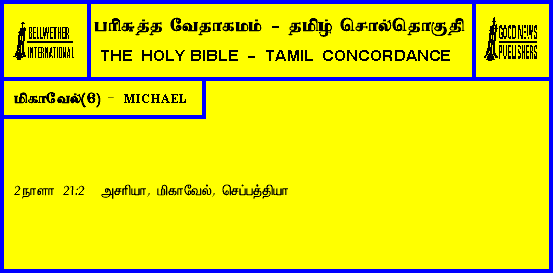 BELLWETHER
INTERNATIONAL
பரிசுத்த வேதாகமம் - தமிழ் சொல்தொகுதி
THE HOLY BIBLE - TAMIL CONCORDANCE
GOOD NEWS
PUBLISHERS
மிகாவேல்(6) - MICHAEL
2நாளா 21:2 அசரியா, மிகாவேல், செப்பத்தியா